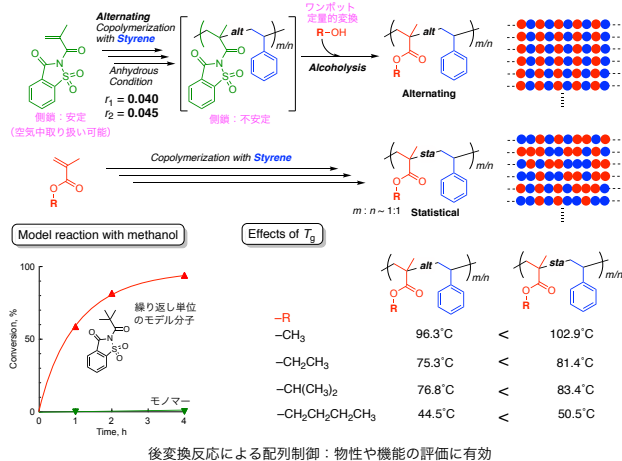 Alternating
Copolymerization
with Styrene
Anhydrous
Condition
r1 = 0.040
r2 = 0.045
O
O
N
SO2
側鎖：安定
（空気中取り扱い可能）
alt
m/n
O
O
N
SO2
側鎖：不安定
ワンポット
定量的変換
R−OH
Alcoholysis
alt
m/n
O
O
R
Alternating
Copolymerization with Styrene
O
O
R
sta
m/n
O
O
R
m : n ~ 1:1
Statistical
Model reaction with methanol
Conversion, %
100
50
0
0
1
2
3
4
Time, h
繰り返し単位
のモデル分子
O
O
N
S
O
O
モノマー
Effects of Tg
alt
m/n
O
O
R
sta
m/n
O
O
R
–R
–CH3 96.3°C < 102.9°C
–CH2CH3 75.3°C < 81.4°C
–CH(CH3)2 76.8°C < 83.4°C
–CH2CH2CH2CH3 44.5°C < 50.5°C
後変換反応による配列制御：物性や機能の評価に有効